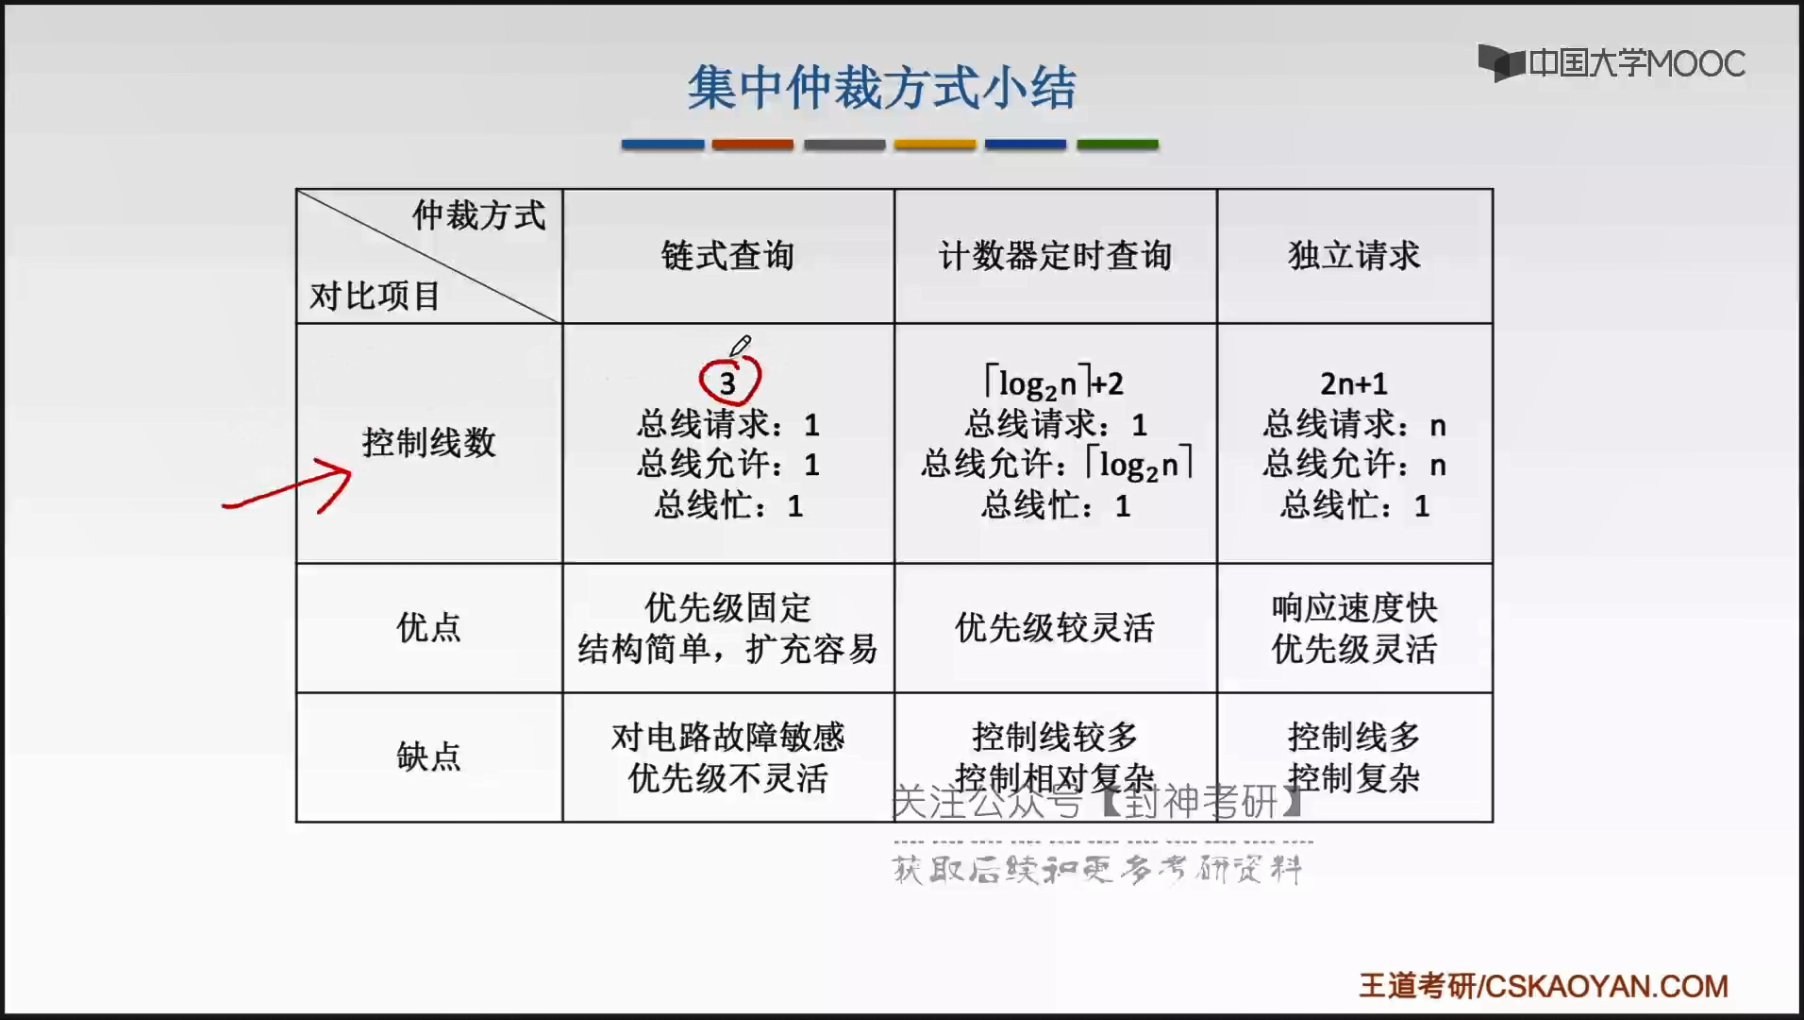 中国大学MOOC
集中仲裁方式小结
仲裁方式
对比项目
链式查询
计数器定时查询
独立请求
控制线数
3
总线请求：1
总线允许：1
总线忙：1
⌈log₂n⌉+2
总线请求：1
总线允许：⌈log₂n⌉
总线忙：1
2n+1
总线请求：n
总线允许：n
总线忙：1
优点
优先级固定
结构简单，扩充容易
优先级较灵活
响应速度快
优先级灵活
缺点
对电路故障敏感
优先级不灵活
控制线较多
控制相对复杂
控制线多
控制复杂
关注公众号【封神考研】
获取后续和更多考研资料
王道考研/CSKAOYAN.COM